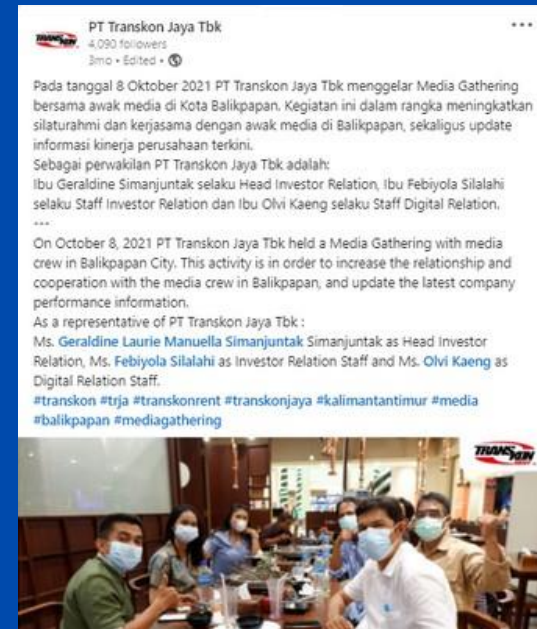 PT Transkon Jaya Tbk
TRANSKON
4,090 followers
3mo • Edited •
Pada tanggal 8 Oktober 2021 PT Transkon Jaya Tbk menggelar Media Gathering
bersama awak media di Kota Balikpapan. Kegiatan ini dalam rangka meningkatkan
silaturahmi dan kerjasama dengan awak media di Balikpapan, sekaligus update
informasi kinerja perusahaan terkini.
Sebagai perwakilan PT Transkon Jaya Tbk adalah:
Ibu Geraldine Simanjuntak selaku Head Investor Relation, Ibu Febiyola Silalahi
selaku Staff Investor Relation dan Ibu Olvi Kaeng selaku Staff Digital Relation.
---
On October 8, 2021 PT Transkon Jaya Tbk held a Media Gathering with media
crew in Balikpapan City. This activity is in order to increase the relationship and
cooperation with the media crew in Balikpapan, and update the latest company
performance information.
As a representative of PT Transkon Jaya Tbk :
Ms. Geraldine Laurie Manuella Simanjuntak Simanjuntak as Head Investor
Relation, Ms. Febiyola Silalahi as Investor Relation Staff and Ms. Olvi Kaeng as
Digital Relation Staff.
#transkon #trja #transkonrent #transkonjaya #kalimantantimur #media
#balikpapan #mediagathering
TRANSKON